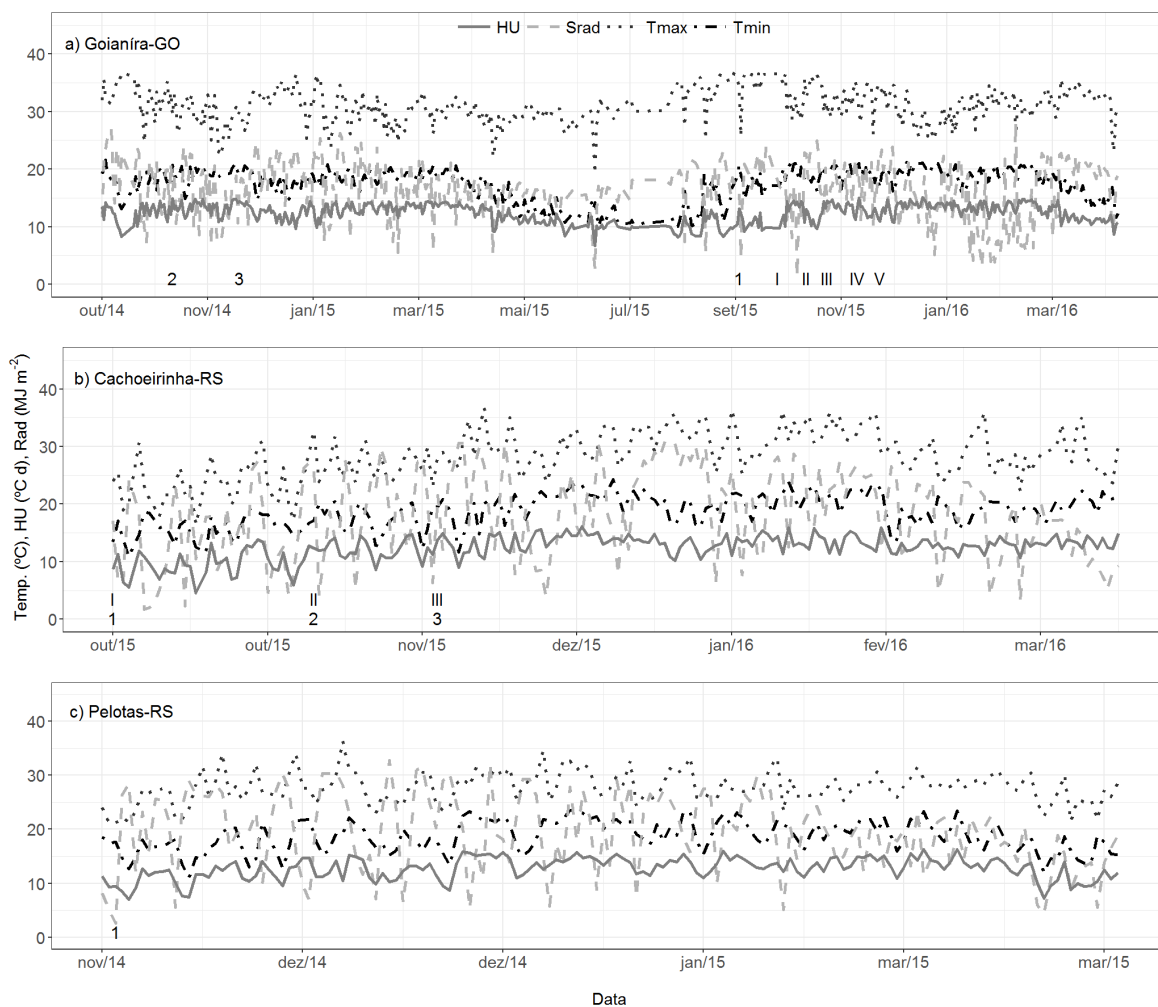 HU Srad Tmax Tmin
a) Goianíra-GO
40
30
20
10
0
2 3 1 I II III IV V
out/14 nov/14 jan/15 mar/15 mai/15 jul/15 set/15 nov/15 jan/16 mar/16
Temp. (ºC), HU (ºC d), Rad (MJ m-2)
b) Cachoeirinha-RS
40
30
20
10
0
I II III
1 2 3
out/15 out/15 nov/15 dez/15 jan/16 fev/16 mar/16
c) Pelotas-RS
40
30
20
10
0
1
nov/14 dez/14 dez/14 jan/15 mar/15 mar/15
Data